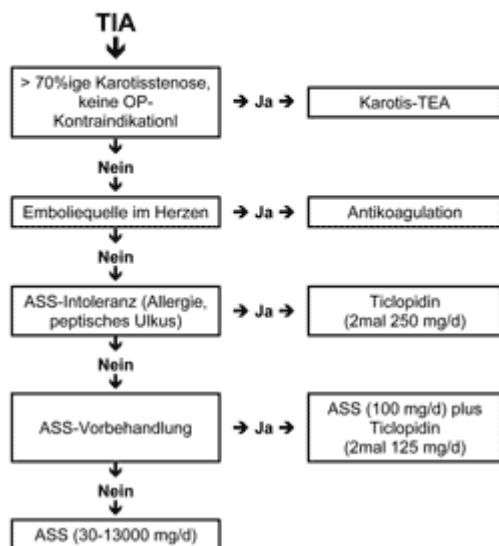 TIA
> 70%ige Karotisstenose,
keine OP-
Kontraindikationl
➔ Ja ➔
Karotis-TEA
Nein
Emboliequelle im Herzen
➔ Ja ➔
Antikoagulation
Nein
ASS-Intoleranz (Allergie,
peptisches Ulkus)
➔ Ja ➔
Ticlopidin
(2mal 250 mg/d)
Nein
ASS-Vorbehandlung
➔ Ja ➔
ASS (100 mg/d) plus
Ticlopidin
(2mal 125 mg/d)
Nein
ASS (30-13000 mg/d)